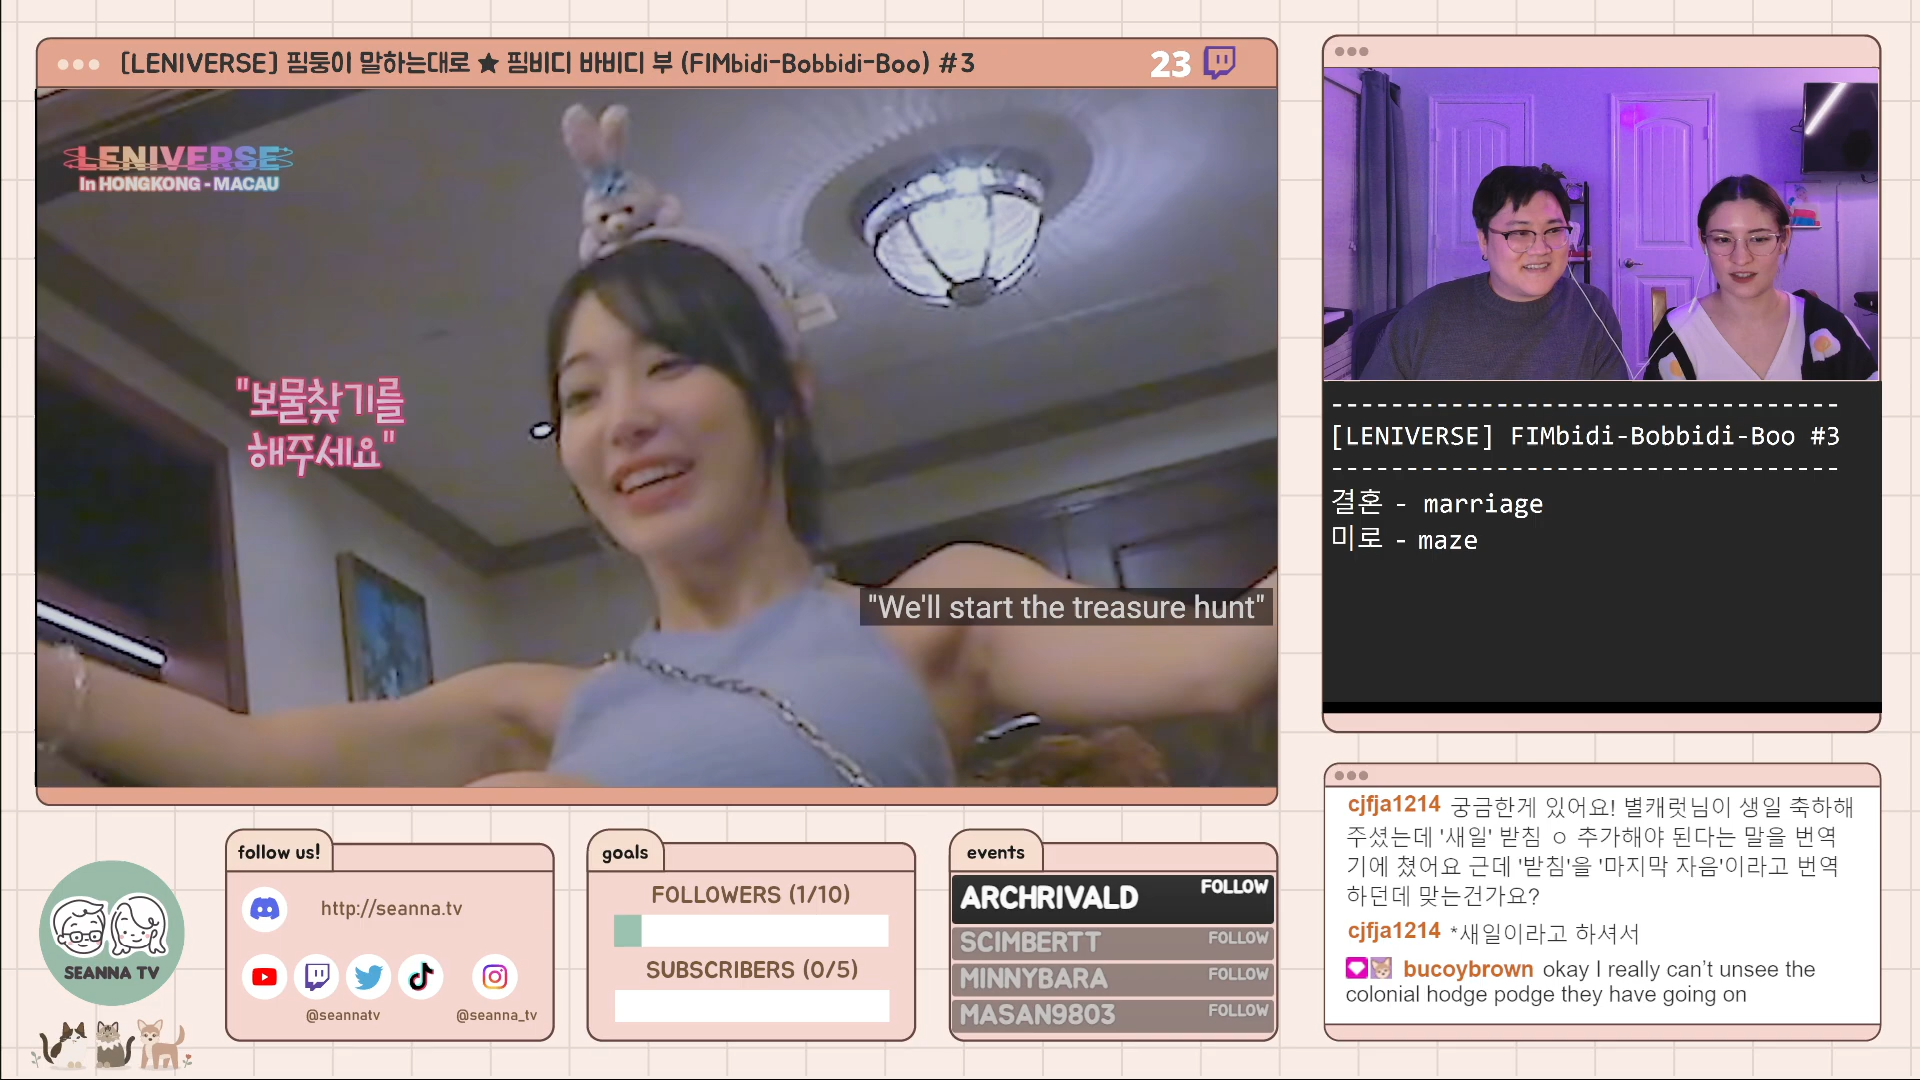 [LENIVERSE] 핌둥이 말하는대로 ★ 핌비디 바비디 부 (FIMbidi-Bobbidi-Boo) #3
23
LENIVERSE
In HONGKONG - MACAU
"보물찾기를
해주세요"
"We'll start the treasure hunt"
----------------------------------
[LENIVERSE] FIMbidi-Bobbidi-Boo #3
----------------------------------
결혼 - marriage
미로 - maze
cjfja1214 궁금한게 있어요! 별캐럿님이 생일 축하해
주셨는데 '새일' 받침 ㅇ 추가해야 된다는 말을 번역
기에 쳤어요 근데 '받침'을 '마지막 자음'이라고 번역
하던데 맞는건가요?
cjfja1214 *새일이라고 하셔서
bucoybrown okay I really can't unsee the
colonial hodge podge they have going on
SEANNA TV
follow us!
http://seanna.tv
@seannatv
@seanna_tv
goals
FOLLOWERS (1/10)
SUBSCRIBERS (0/5)
events
ARCHRIVALD FOLLOW
SCIMBERTT FOLLOW
MINNYBARA FOLLOW
MASAN9803 FOLLOW